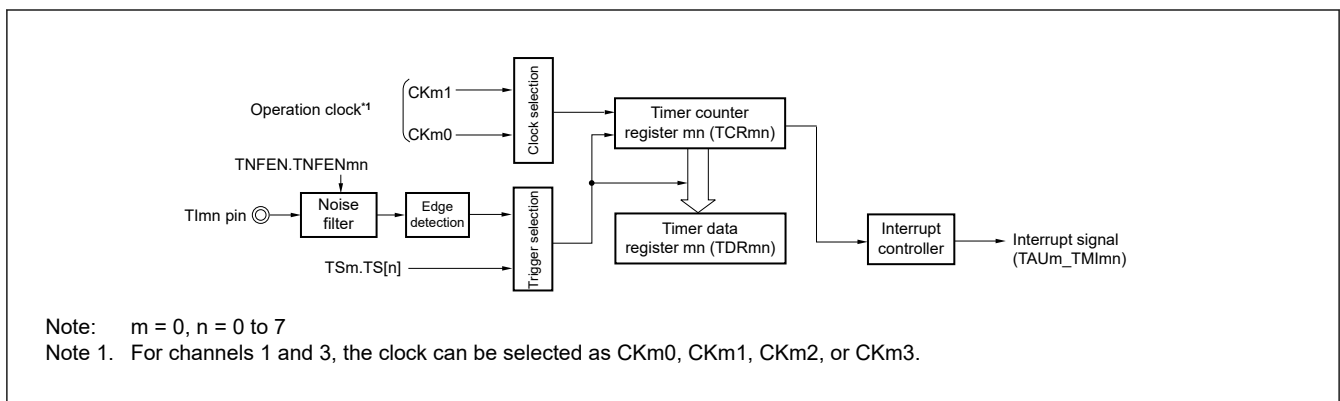 Operation clock*1
CKm1
CKm0
Clock selection
Timer counter
register mn (TCRmn)
TNFEN.TNFENmn
TImn pin
Noise
filter
Edge
detection
TSm.TS[n]
Trigger selection
Timer data
register mn (TDRmn)
Interrupt
controller
Interrupt signal
(TAUm_TMImn)
Note: m = 0, n = 0 to 7
Note 1. For channels 1 and 3, the clock can be selected as CKm0, CKm1, CKm2, or CKm3.